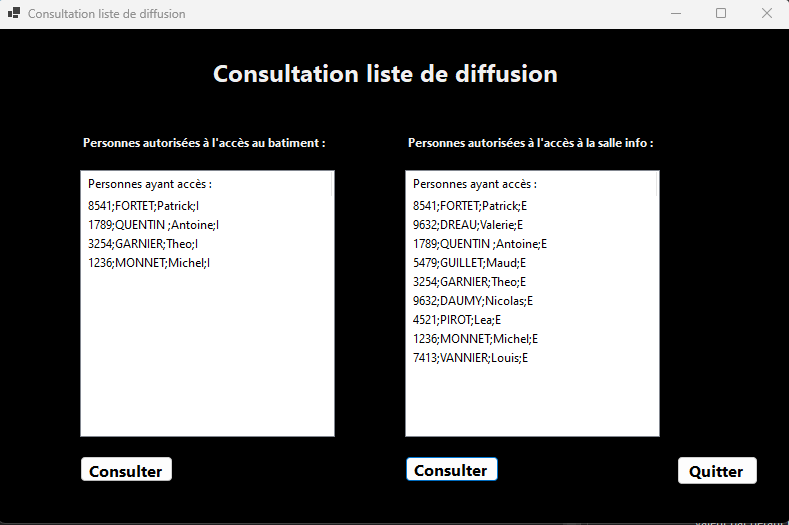 Consultation liste de diffusion
Consultation liste de diffusion
Personnes autorisées à l'accès au batiment :
Personnes ayant accès :
8541;FORTET;Patrick;I
1789;QUENTIN ;Antoine;I
3254;GARNIER;Theo;I
1236;MONNET;Michel;I
Consulter
Personnes autorisées à l'accès à la salle info :
Personnes ayant accès :
8541;FORTET;Patrick;E
9632;DREAU;Valerie;E
1789;QUENTIN ;Antoine;E
5479;GUILLET;Maud;E
3254;GARNIER;Theo;E
9632;DAUMY;Nicolas;E
4521;PIROT;Lea;E
1236;MONNET;Michel;E
7413;VANNIER;Louis;E
Consulter
Quitter